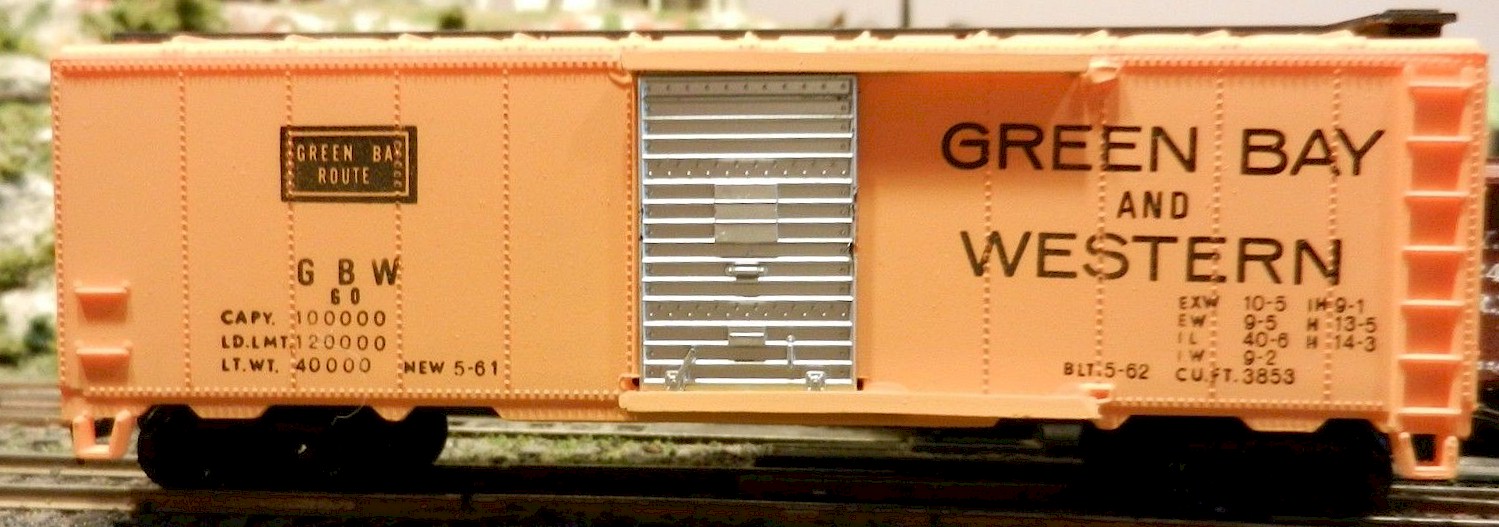 GREEN BAY
ROUTE
G B W
60
CAPY. 100000
LD.LMT. 120000
LT. WT. 40000 NEW 5-61
GREEN BAY
AND
WESTERN
EXW 10-5 IH 9-1
EW 9-5 H 13-5
IL 40-6 H 14-3
IW 9-2
BLT. 5-62 CU. FT. 3853